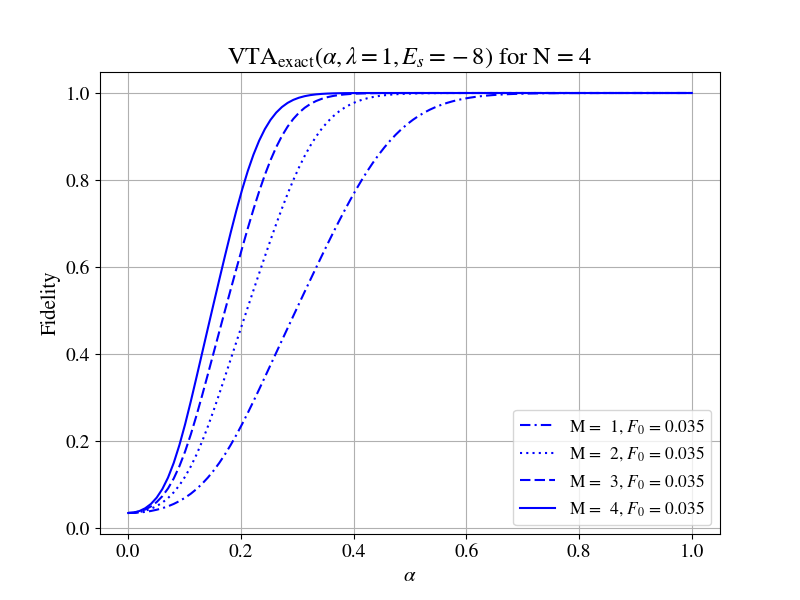 VTA_exact(α, λ = 1, E_s = −8) for N = 4
Fidelity
1.0
0.8
0.6
0.4
0.2
0.0
M = 1, F_0 = 0.035
M = 2, F_0 = 0.035
M = 3, F_0 = 0.035
M = 4, F_0 = 0.035
0.0 0.2 0.4 0.6 0.8 1.0
α